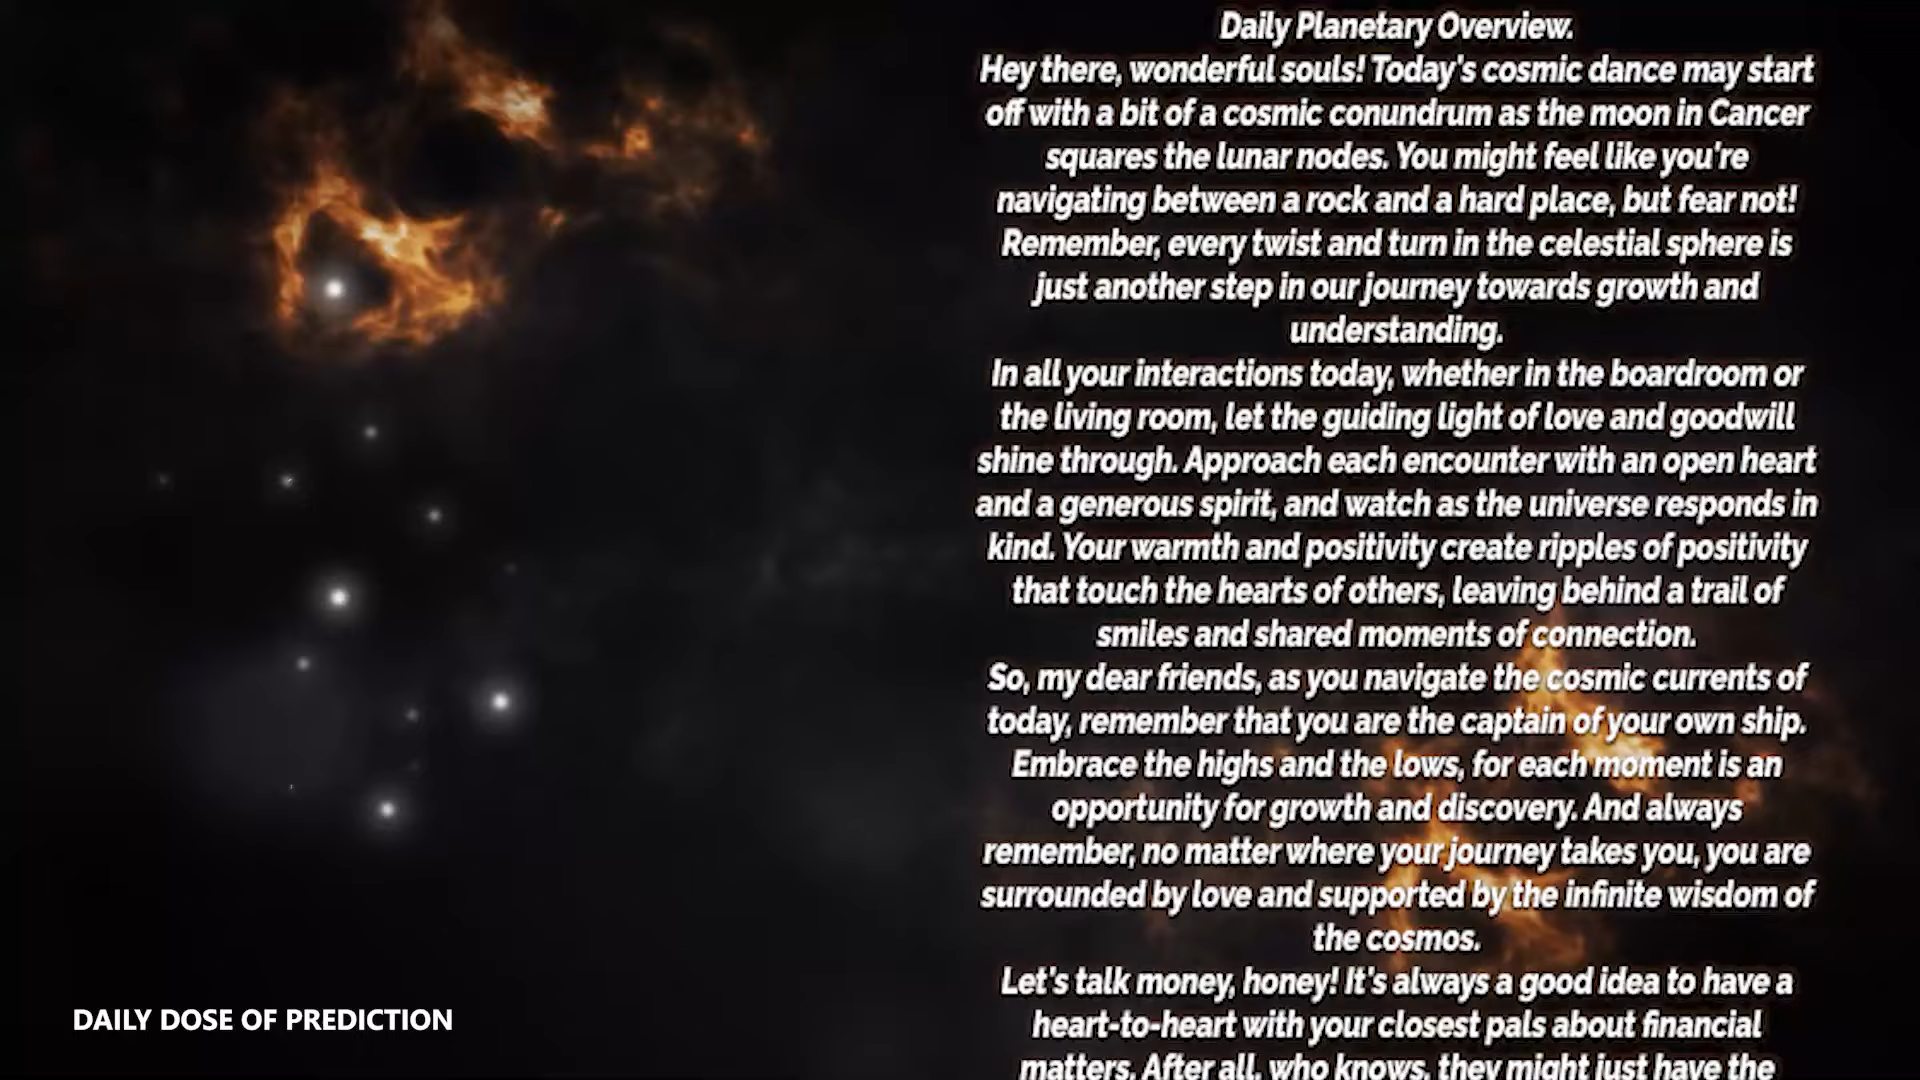 Daily Planetary Overview.
Hey there, wonderful souls! Today's cosmic dance may start
off with a bit of a cosmic conundrum as the moon in Cancer
squares the lunar nodes. You might feel like you're
navigating between a rock and a hard place, but fear not!
Remember, every twist and turn in the celestial sphere is
just another step in our journey towards growth and
understanding.
In all your interactions today, whether in the boardroom or
the living room, let the guiding light of love and goodwill
shine through. Approach each encounter with an open heart
and a generous spirit, and watch as the universe responds in
kind. Your warmth and positivity create ripples of positivity
that touch the hearts of others, leaving behind a trail of
smiles and shared moments of connection.
So, my dear friends, as you navigate the cosmic currents of
today, remember that you are the captain of your own ship.
Embrace the highs and the lows, for each moment is an
opportunity for growth and discovery. And always
remember, no matter where your journey takes you, you are
surrounded by love and supported by the infinite wisdom of
the cosmos.
Let's talk money, honey! It's always a good idea to have a
heart-to-heart with your closest pals about financial
matters. After all, who knows, they might just have the
DAILY DOSE OF PREDICTION